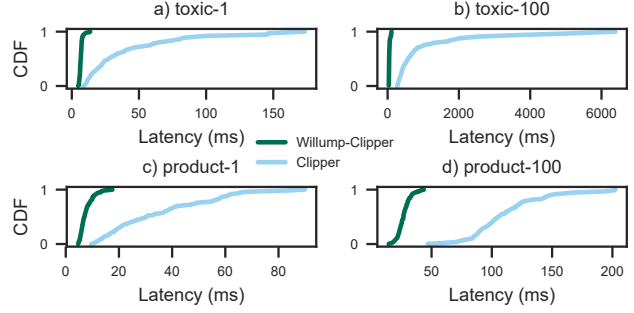 a) toxic-1
b) toxic-100
1
0
CDF
0 50 100 150
Latency (ms)
1
0
0 2000 4000 6000
Latency (ms)
Willump-Clipper
Clipper
c) product-1
d) product-100
1
0
CDF
0 20 40 60 80
Latency (ms)
1
0
50 100 150 200
Latency (ms)